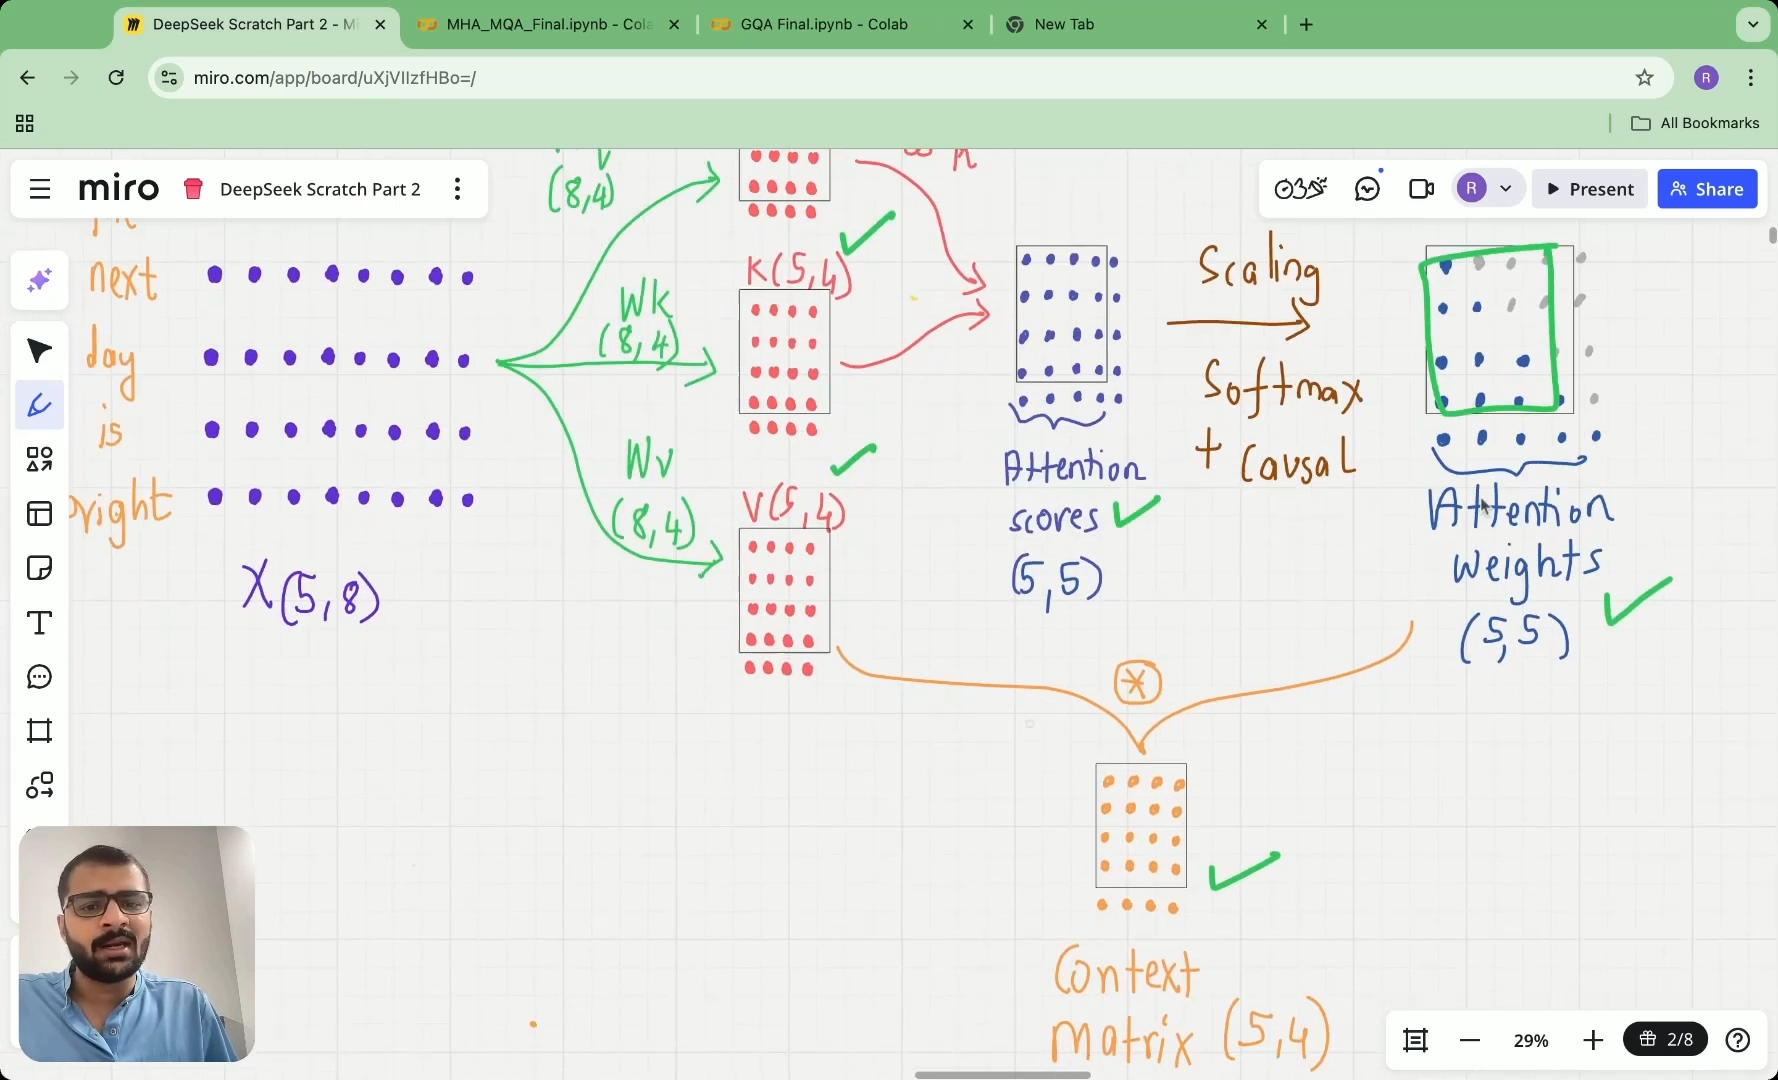 DeepSeek Scratch Part 2 - Mi
MHA_MQA_Final.ipynb - Cola
GQA Final.ipynb - Colab
New Tab
miro.com/app/board/uXjVIIzfHBo=/
R
All Bookmarks
miro
DeepSeek Scratch Part 2
R
Present
Share
(8,4)
next
day
is
bright
X(5,8)
Wk
(8,4)
Wv
(8,4)
K(5,4)
V(5,4)
Attention
scores
(5,5)
Scaling
Softmax
+ Causal
Attention
weights
(5,5)
*
Context
matrix (5,4)
29%
2/8